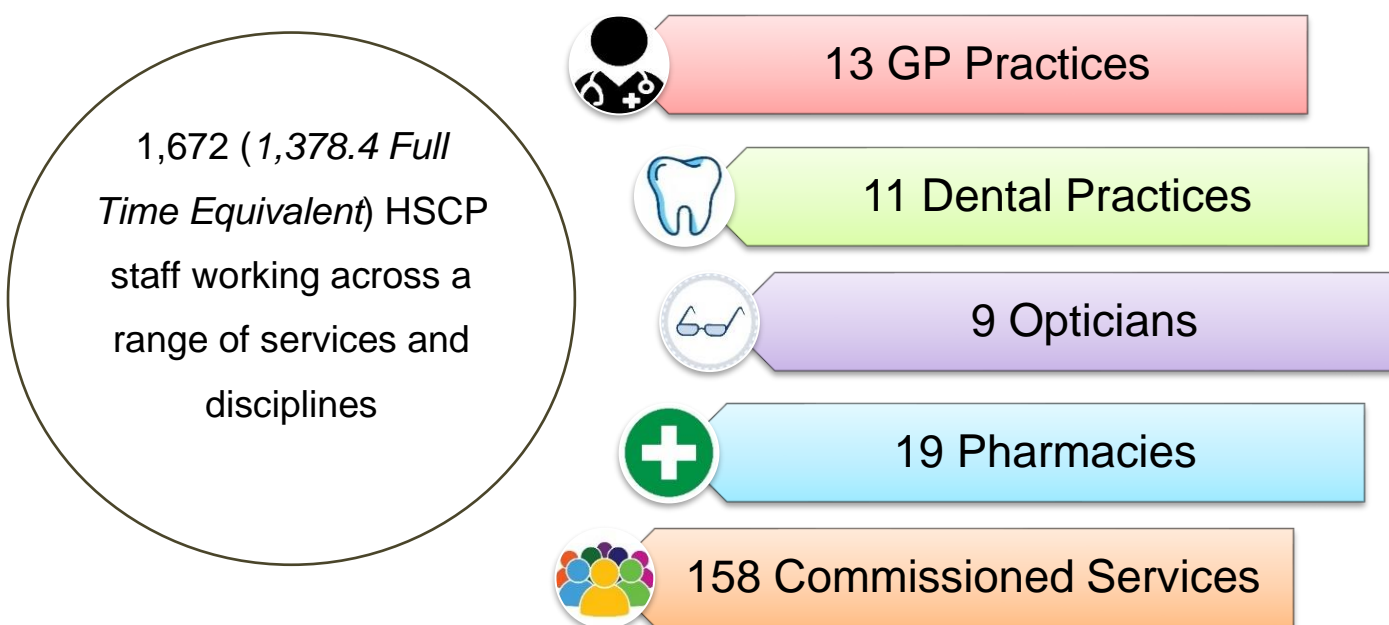 1,672 (1,378.4 Full
Time Equivalent) HSCP
staff working across a
range of services and
disciplines
13 GP Practices
11 Dental Practices
9 Opticians
19 Pharmacies
158 Commissioned Services